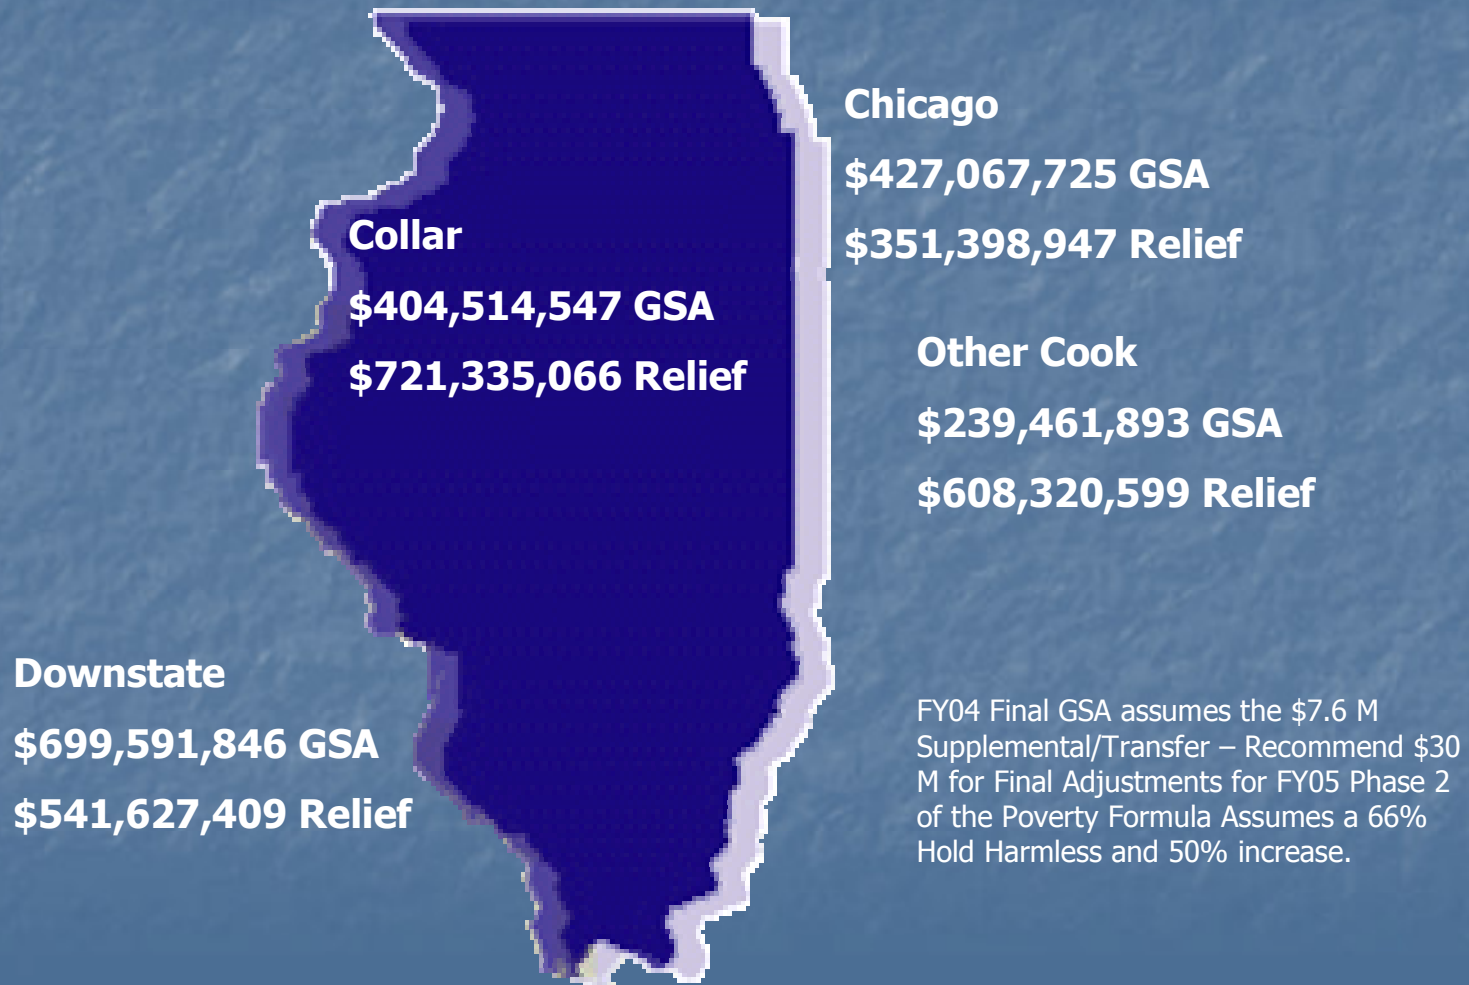 Chicago
$427,067,725 GSA
$351,398,947 Relief
Collar
$404,514,547 GSA
$721,335,066 Relief
Other Cook
$239,461,893 GSA
$608,320,599 Relief
Downstate
$699,591,846 GSA
$541,627,409 Relief
FY04 Final GSA assumes the $7.6 M
Supplemental/Transfer – Recommend $30
M for Final Adjustments for FY05 Phase 2
of the Poverty Formula Assumes a 66%
Hold Harmless and 50% increase.